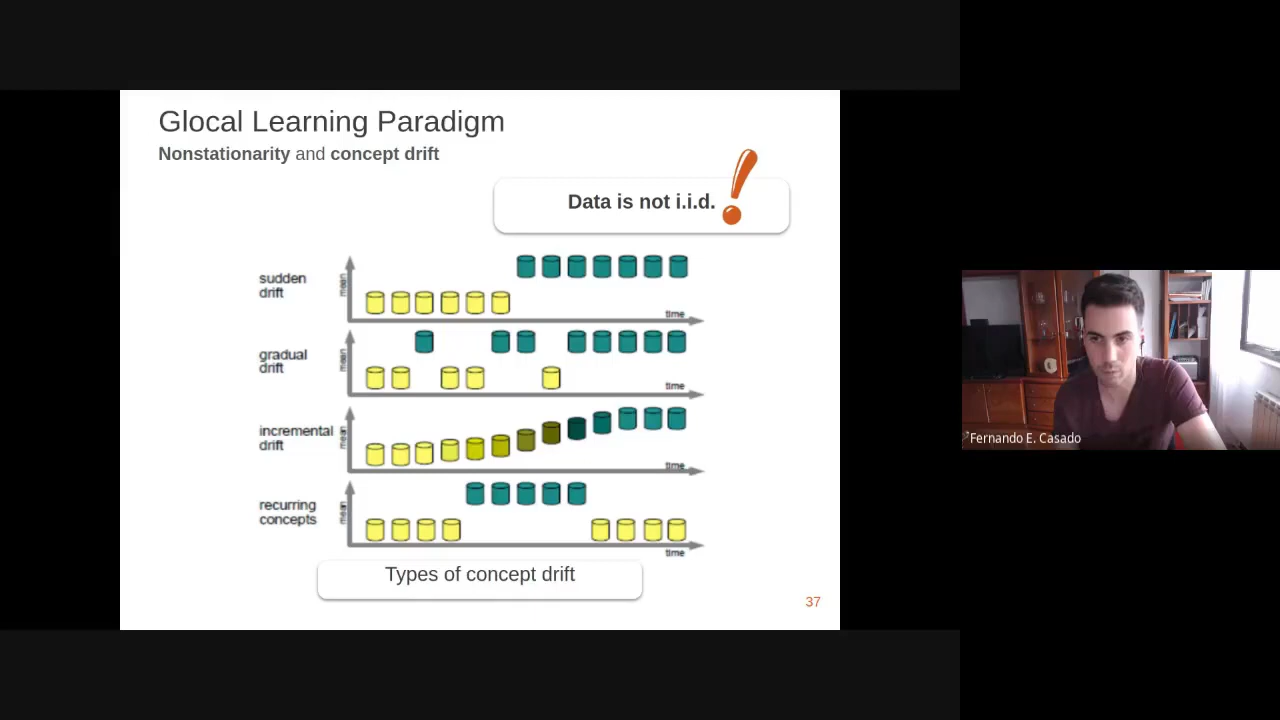 Glocal Learning Paradigm
Nonstationarity and concept drift
Data is not i.i.d.
sudden
drift
mean
time
gradual
drift
mean
time
incremental
drift
mean
time
recurring
concepts
mean
time
Types of concept drift
37
Fernando E. Casado